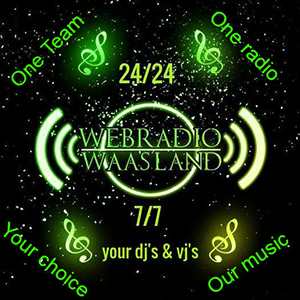 One Team
One radio
24/24
WEBRADIO
WAASLAND
7/7
your dj's & vj's
Your choice
Our music